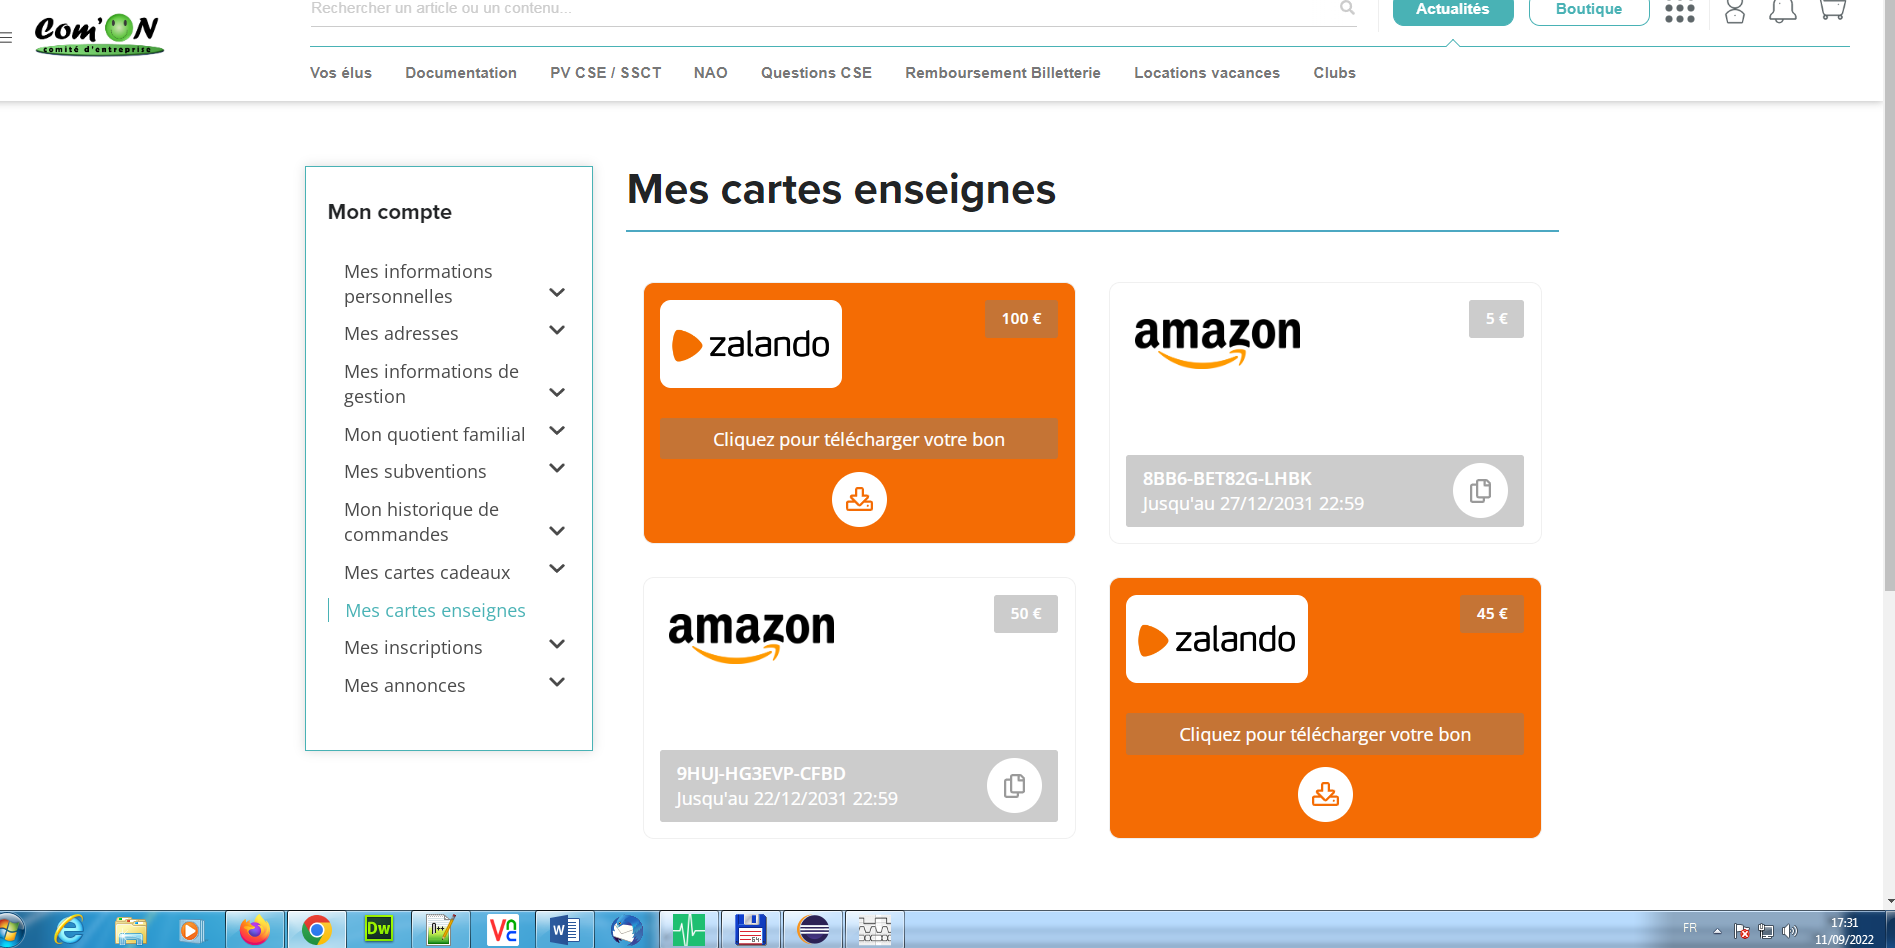 Com'ON
comité d'entreprise
Rechercher un article ou un contenu...
Actualités
Boutique
Vos élus
Documentation
PV CSE / SSCT
NAO
Questions CSE
Remboursement Billetterie
Locations vacances
Clubs
Mon compte
Mes informations
personnelles
Mes adresses
Mes informations de
gestion
Mon quotient familial
Mes subventions
Mon historique de
commandes
Mes cartes cadeaux
Mes cartes enseignes
Mes inscriptions
Mes annonces
Mes cartes enseignes
zalando
100 €
Cliquez pour télécharger votre bon
amazon
5 €
8BB6-BET82G-LHBK
Jusqu'au 27/12/2031 22:59
amazon
50 €
9HUJ-HG3EVP-CFBD
Jusqu'au 22/12/2031 22:59
zalando
45 €
Cliquez pour télécharger votre bon
Dw
n++
VNC
W
64
FR
17:31
11/09/2022